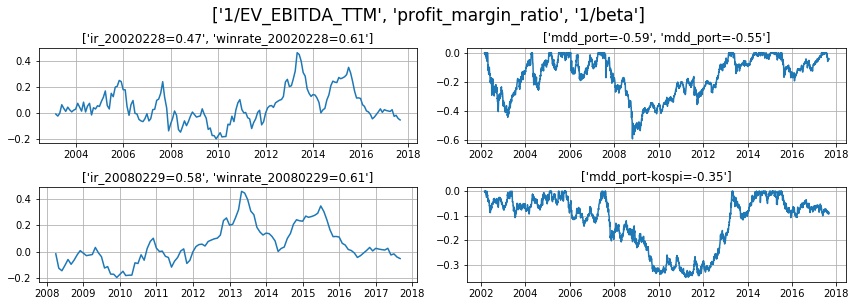 ['1/EV_EBITDA_TTM', 'profit_margin_ratio', '1/beta']
['ir_20020228=0.47', 'winrate_20020228=0.61']
0.4
0.2
0.0
−0.2
2004 2006 2008 2010 2012 2014 2016 2018
['mdd_port=-0.59', 'mdd_port=-0.55']
0.0
−0.2
−0.4
−0.6
2002 2004 2006 2008 2010 2012 2014 2016 2018
['ir_20080229=0.58', 'winrate_20080229=0.61']
0.4
0.2
0.0
−0.2
2008 2009 2010 2011 2012 2013 2014 2015 2016 2017 2018
['mdd_port-kospi=-0.35']
0.0
−0.1
−0.2
−0.3
2002 2004 2006 2008 2010 2012 2014 2016 2018